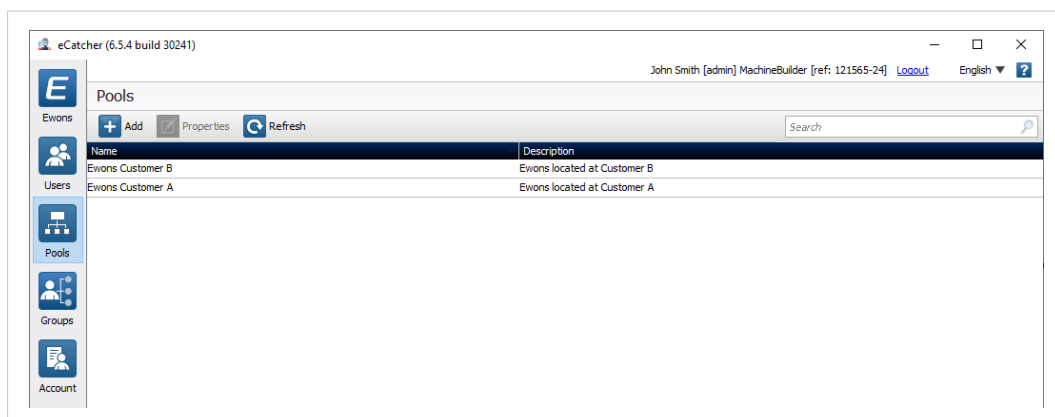 eCatcher (6.5.4 build 30241)
John Smith [admin] MachineBuilder [ref: 121565-24] Logout English ▼ ?
E
Ewons
Pools
Add Properties Refresh Search
Name Description
Ewons Customer B Ewons located at Customer B
Users
Ewons Customer A Ewons located at Customer A
Pools
Groups
Account